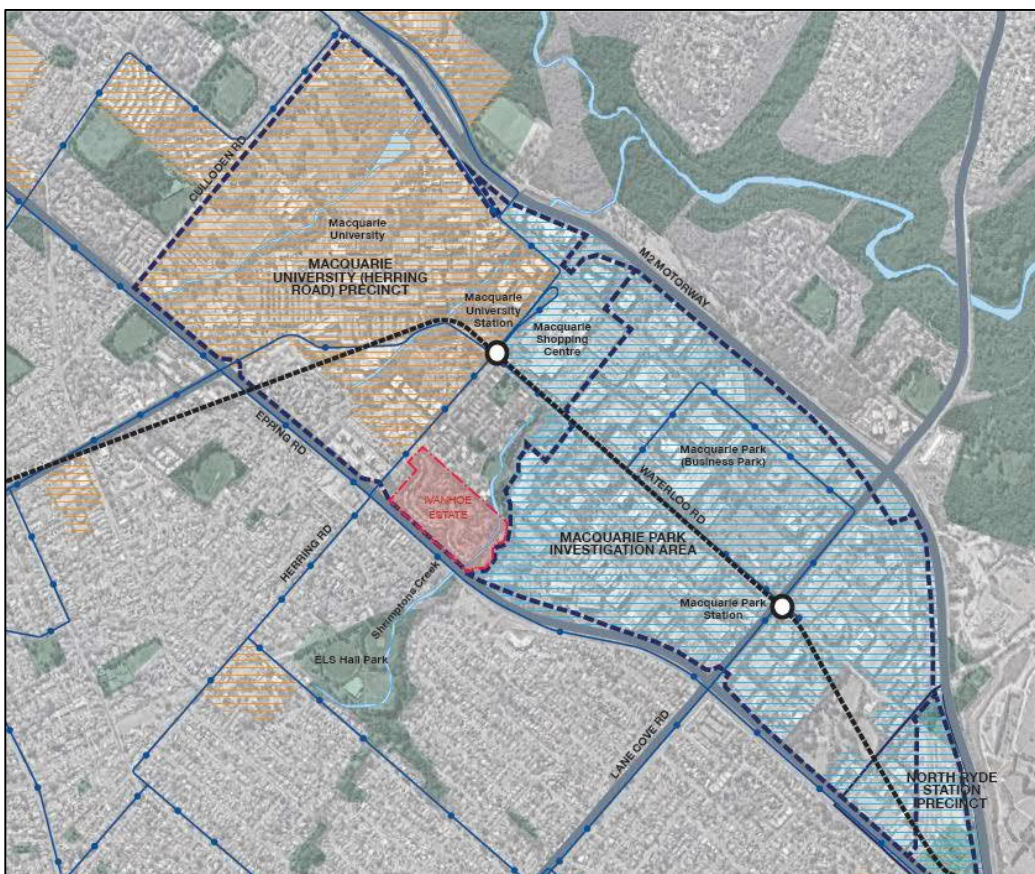 CULLODEN RD
Macquarie
University
MACQUARIE
UNIVERSITY (HERRING
ROAD) PRECINCT
Macquarie
University
Station
M2 MOTORWAY
Macquarie
Shopping
Centre
EPPING RD
Macquarie Park
(Business Park)
IVANHOE
ESTATE
WATERLOO RD
HERRING RD
MACQUARIE PARK
INVESTIGATION AREA
Shrimptons Creek
Macquarie Park
Station
ELS Hall Park
LANE COVE RD
NORTH RYDE
STATION
PRECINCT